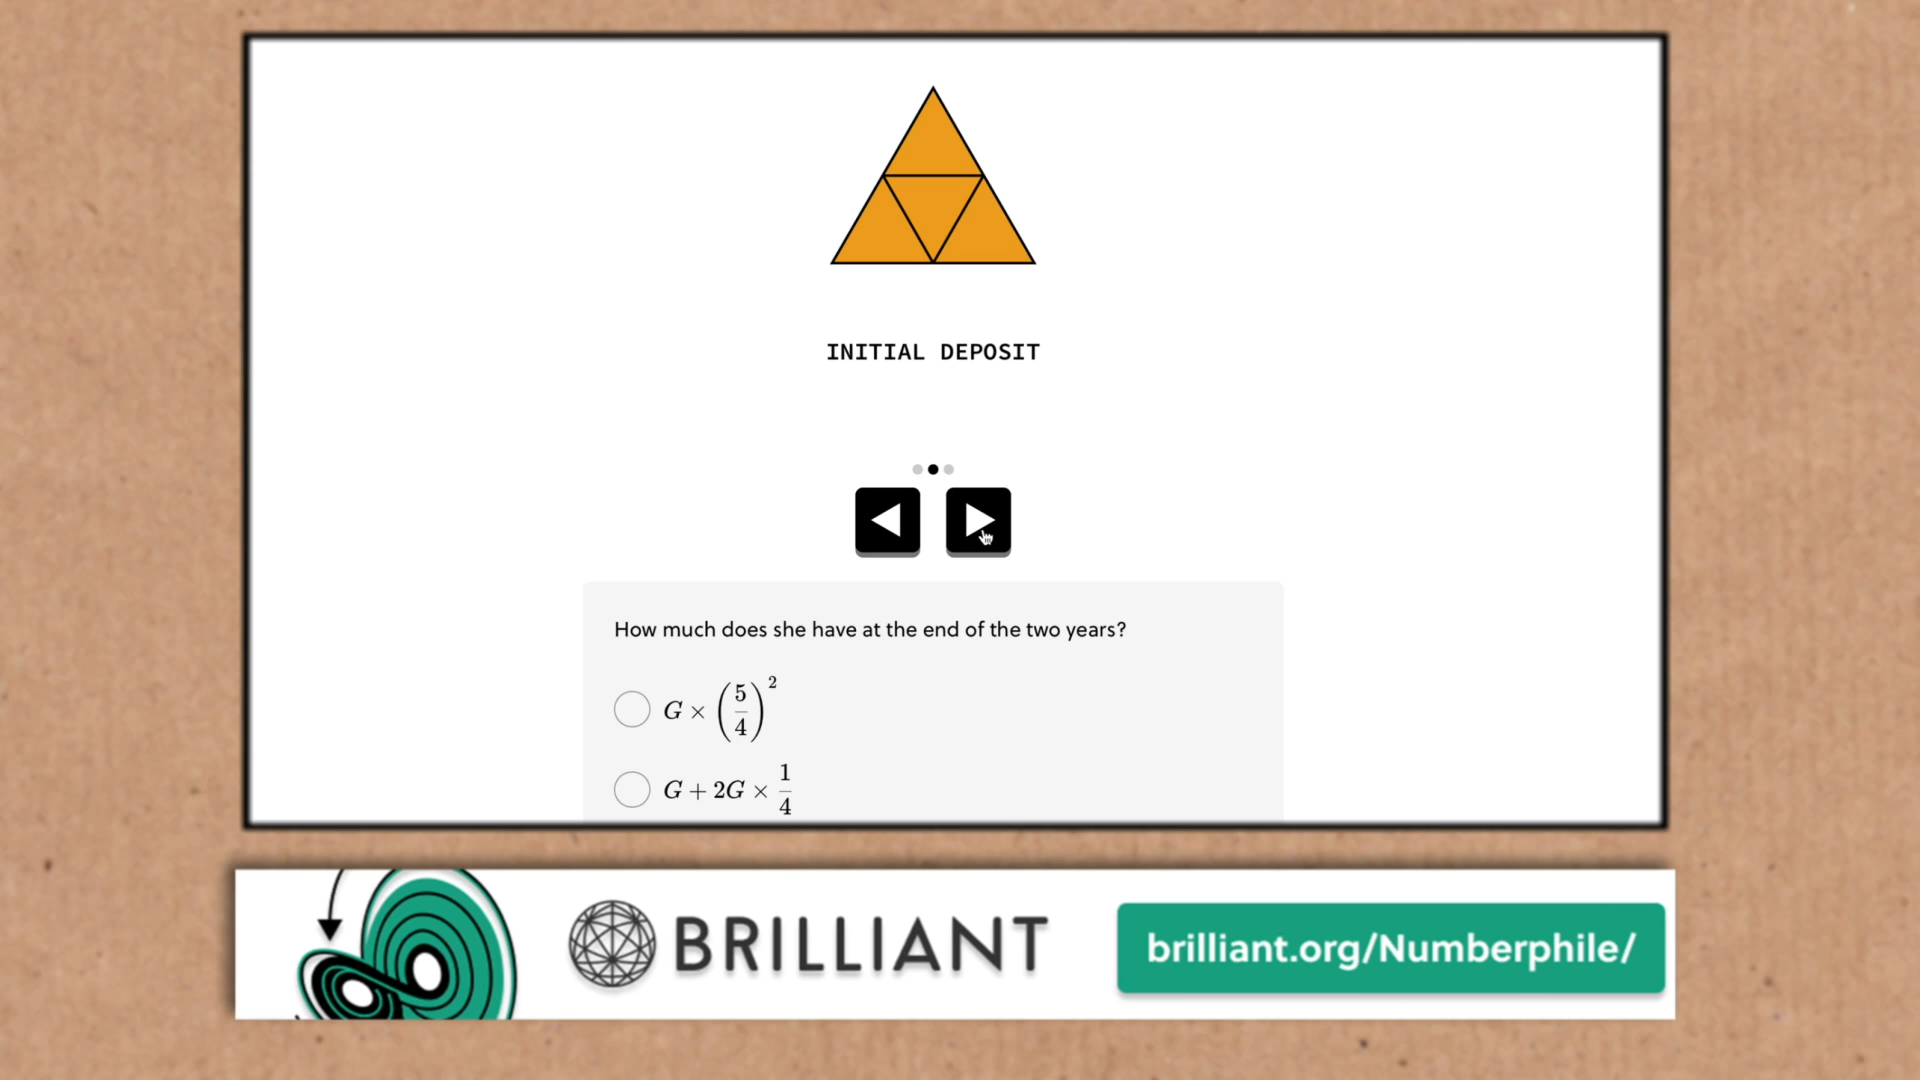 INITIAL DEPOSIT
How much does she have at the end of the two years?
G × (5/4)²
G + 2G × 1/4
BRILLIANT
brilliant.org/Numberphile/